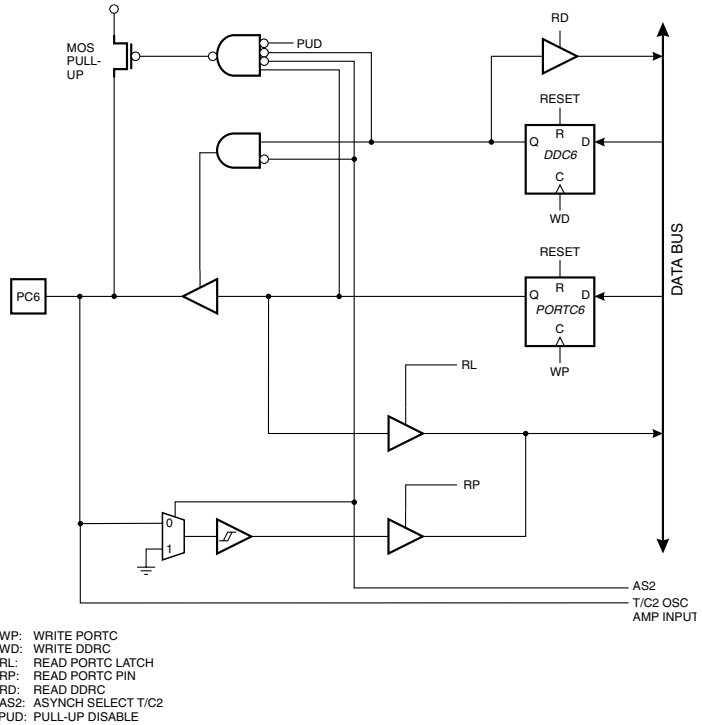 RD
MOS
PULL-
UP
PUD
RESET
R
Q
D
DDC6
C
WD
DATA BUS
RESET
R
PC6
Q
D
PORTC6
C
WP
RL
RP
0
1
AS2
T/C2 OSC
AMP INPUT
WP: WRITE PORTC
WD: WRITE DDRC
RL: READ PORTC LATCH
RP: READ PORTC PIN
RD: READ DDRC
AS2: ASYNCH SELECT T/C2
PUD: PULL-UP DISABLE